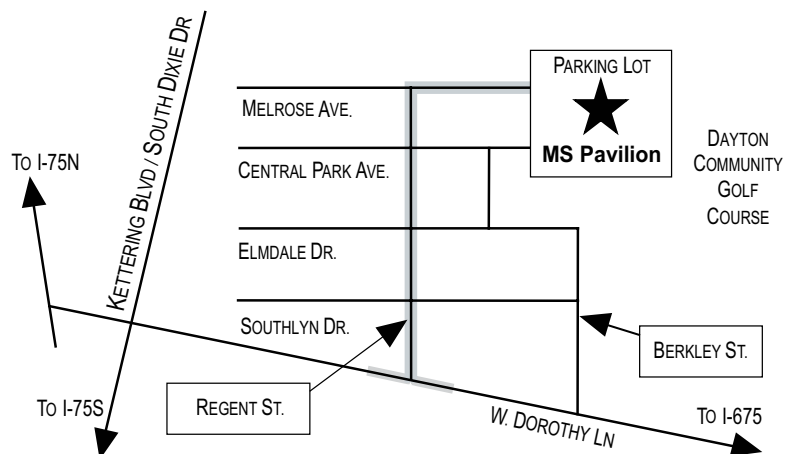 PARKING LOT
MS Pavilion
DAYTON
COMMUNITY
GOLF
COURSE
MELROSE AVE.
CENTRAL PARK AVE.
ELMDALE DR.
SOUTHLYN DR.
KETTERING BLVD / SOUTH DIXIE DR
TO I-75N
TO I-75S
REGENT ST.
BERKLEY ST.
W. DOROTHY LN
TO I-675